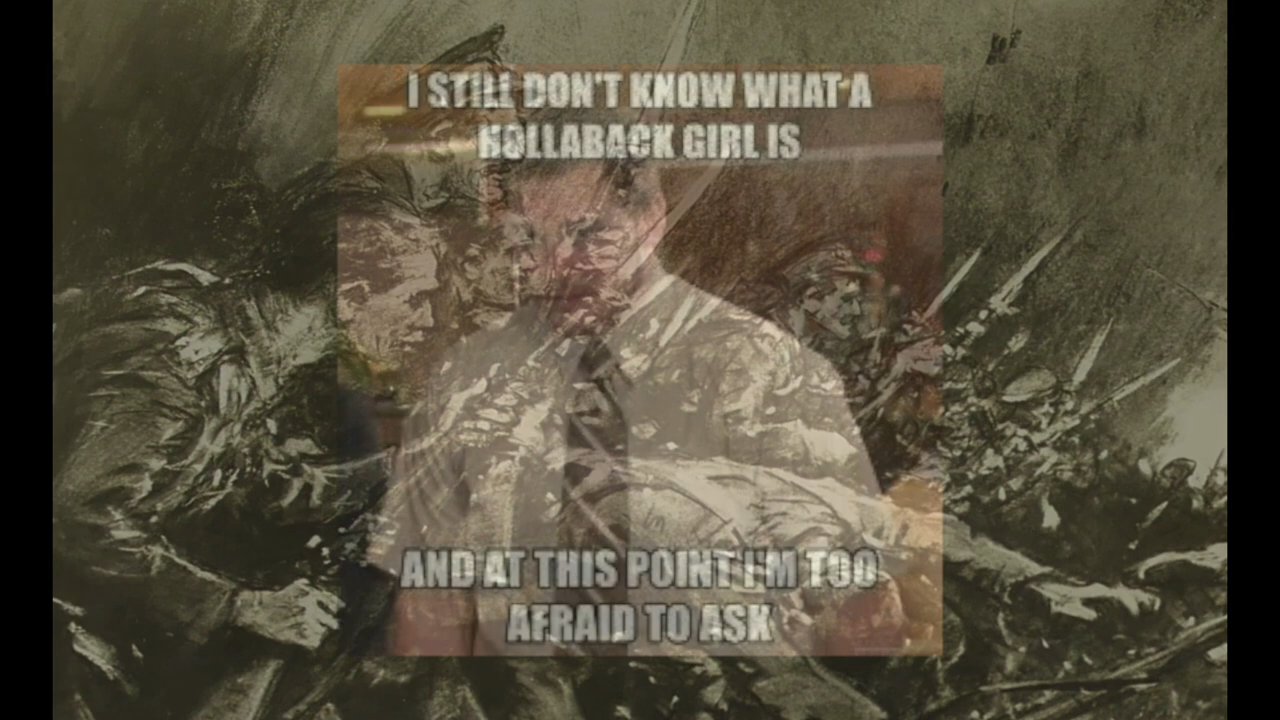 I STILL DON'T KNOW WHAT A
HOLLABACK GIRL IS
AND AT THIS POINT I'M TOO
AFRAID TO ASK